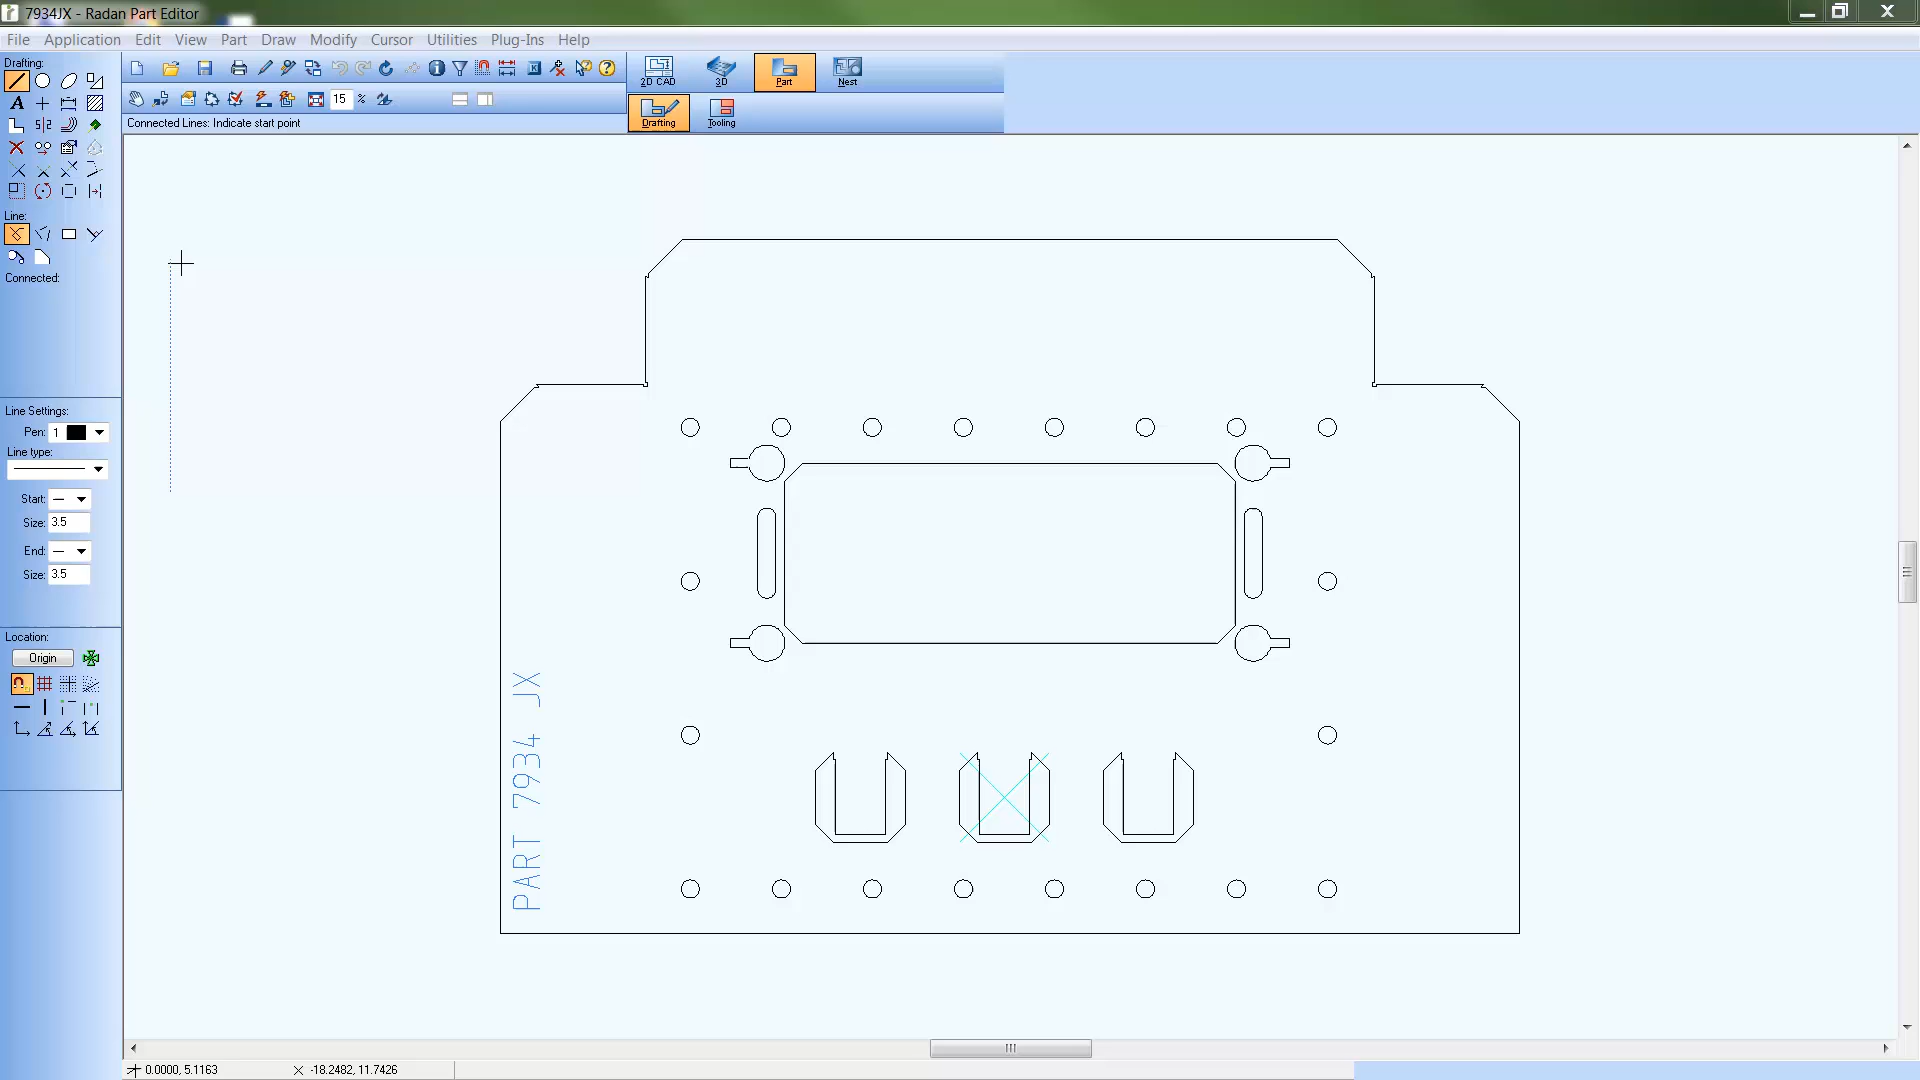 7934JX - Radan Part Editor
File Application Edit View Part Draw Modify Cursor Utilities Plug-Ins Help
Drafting:
15 %
2D CAD 3D Part Nest
Drafting Tooling
Connected Lines: Indicate start point
Line:
Connected:
Line Settings:
Pen: 1
Line type:
Start:
Size: 3.5
End:
Size: 3.5
Location:
Origin
PART 7934 JX
0.0000, 5.1163
-18.2482, 11.7426